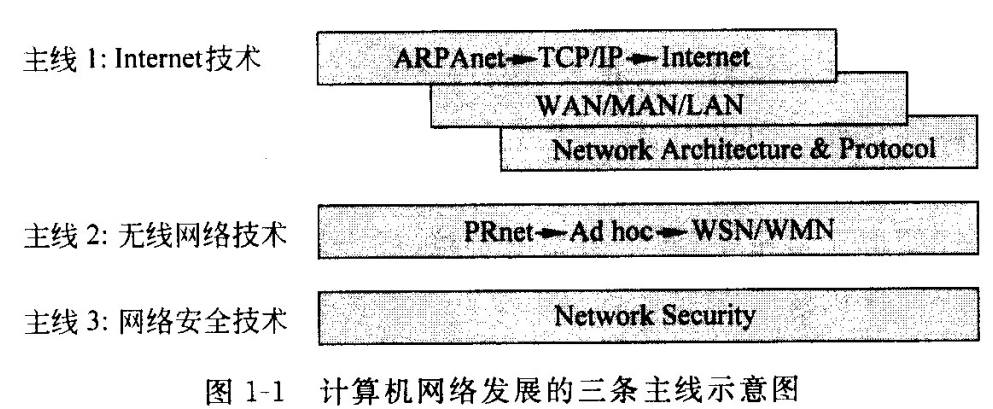 主线 1: Internet技术
ARPAnet→TCP/IP→Internet
WAN/MAN/LAN
Network Architecture & Protocol
主线 2: 无线网络技术
PRnet→Ad hoc→WSN/WMN
主线 3: 网络安全技术
Network Security
图 1-1 计算机网络发展的三条主线示意图